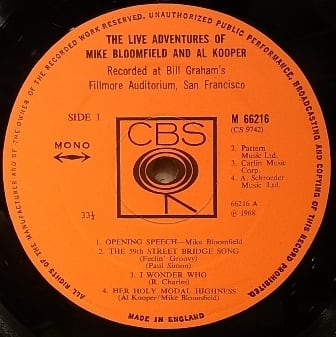 ALL RIGHTS OF THE MANUFACTURER AND OF THE OWNER OF THE RECORDED WORK RESERVED. UNAUTHORIZED PUBLIC PERFORMANCE, BROADCASTING AND COPYING OF THIS RECORD PROHIBITED.
THE LIVE ADVENTURES OF
MIKE BLOOMFIELD AND AL KOOPER
Recorded at Bill Graham's
Fillmore Auditorium, San Francisco
SIDE 1
M 66216
(CS 9742)
MONO
CBS
2. Pattern
Music Ltd.
3. Carlin Music
Corp.
4. A. Schroeder
Music Ltd.
33⅓
66216 A
℗ 1968
1. OPENING SPEECH—Mike Bloomfield
2. THE 59th STREET BRIDGE SONG
(Feelin' Groovy)
(Paul Simon)
3. I WONDER WHO
(R. Charles)
4. HER HOLY MODAL HIGHNESS
(Al Kooper/Mike Bloomfield)
MADE IN ENGLAND